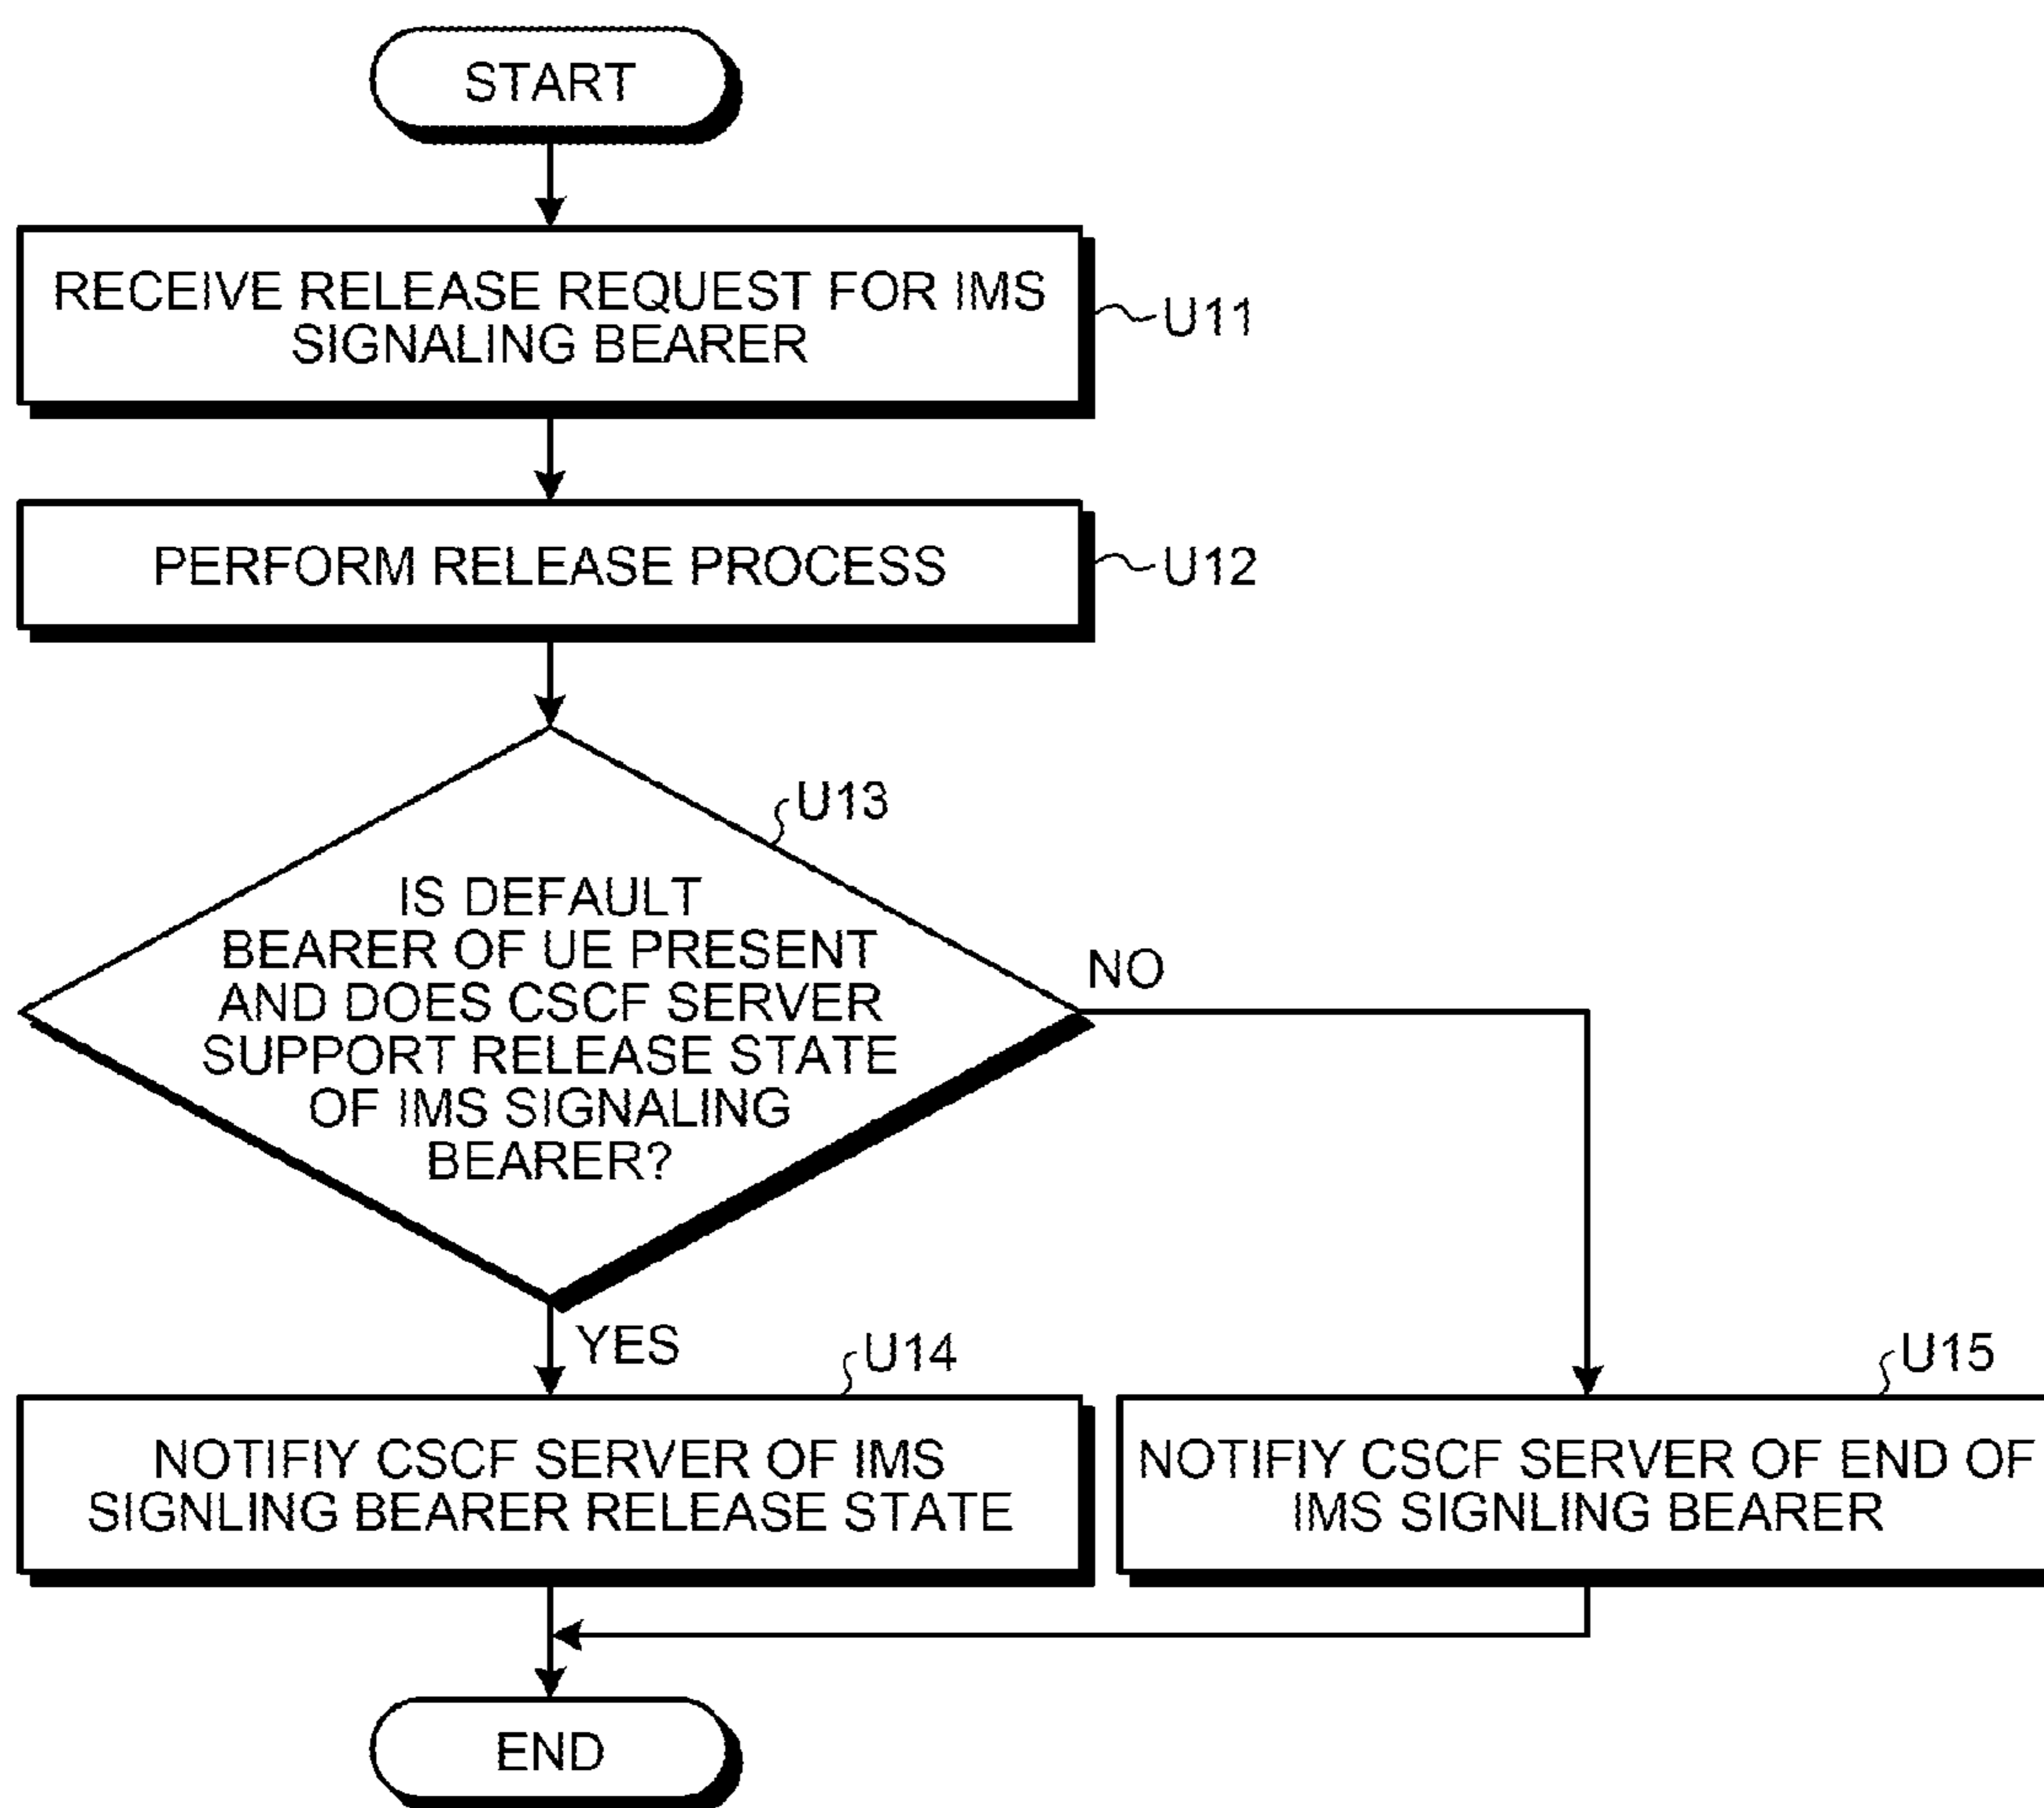 START
RECEIVE RELEASE REQUEST FOR IMS
SIGNALING BEARER
U11
PERFORM RELEASE PROCESS
U12
U13
IS DEFAULT
BEARER OF UE PRESENT
AND DOES CSCF SERVER
SUPPORT RELEASE STATE
OF IMS SIGNALING
BEARER?
NO
YES
U14
NOTIFIY CSCF SERVER OF IMS
SIGNLING BEARER RELEASE STATE
U15
NOTIFIY CSCF SERVER OF END OF
IMS SIGNLING BEARER
END